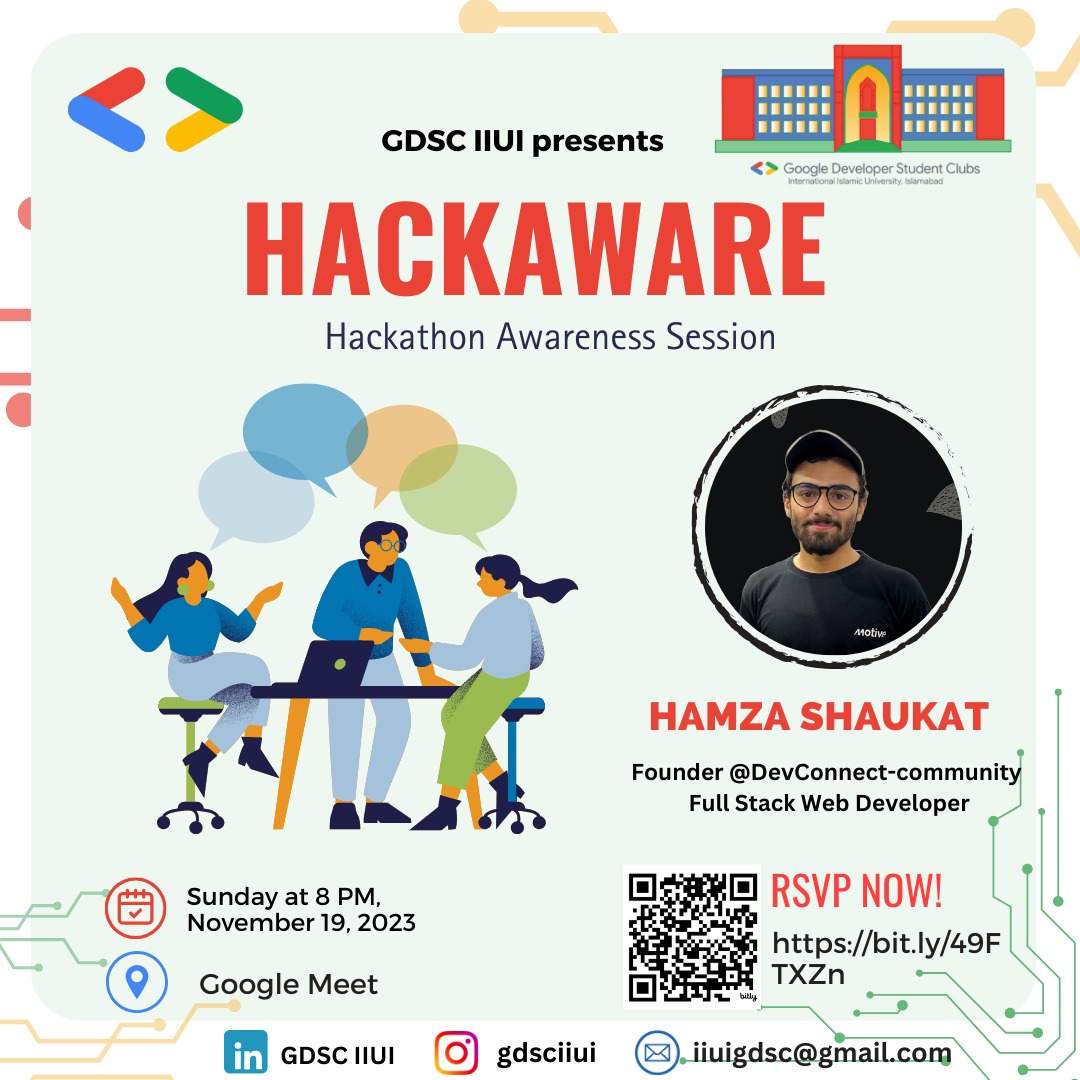 GDSC IIUI presents
Google Developer Student Clubs
International Islamic University, Islamabad
HACKAWARE
Hackathon Awareness Session
Motive
HAMZA SHAUKAT
Founder @DevConnect-community
Full Stack Web Developer
Sunday at 8 PM,
November 19, 2023
Google Meet
RSVP NOW!
https://bit.ly/49F
TXZn
bitly
GDSC IIUI
gdsciiui
iiuigdsc@gmail.com